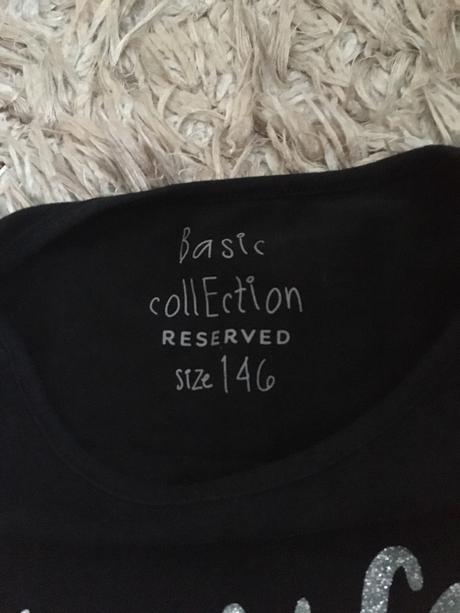 Basic
collEction
RESERVED
sizE 146